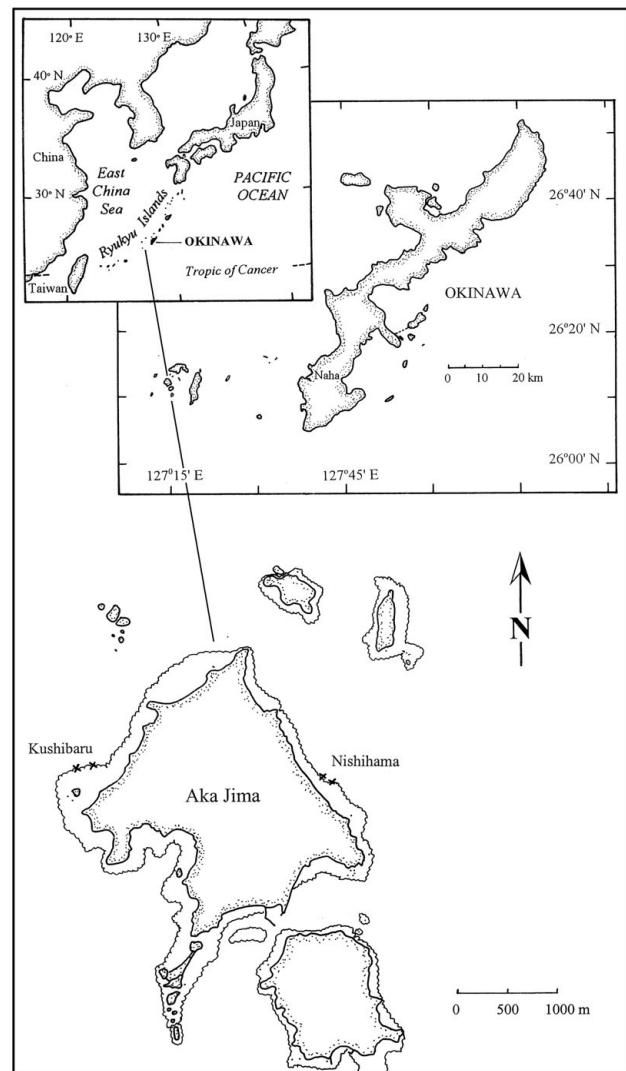 120° E
130° E
40° N
Japan
China
East
China
Sea
PACIFIC
OCEAN
30° N
Ryukyu Islands
OKINAWA
Tropic of Cancer
Taiwan
26°40' N
OKINAWA
26°20' N
Naha
0 10 20 km
26°00' N
127°15' E
127°45' E
N
Kushibaru
Nishihama
Aka Jima
0 500 1000 m